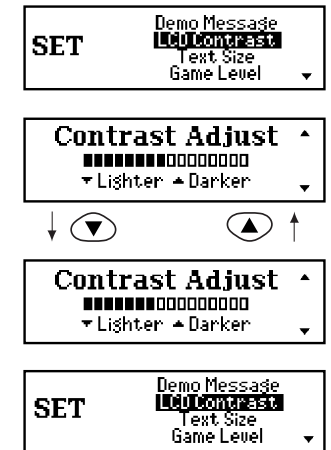 Demo Message
SET LCD Contrast
Text Size
Game Level
Contrast Adjust
Lighter Darker
Contrast Adjust
Lighter Darker
Demo Message
SET LCD Contrast
Text Size
Game Level